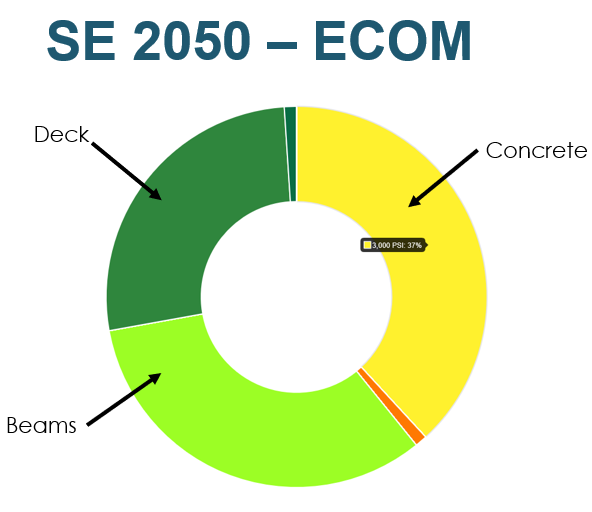 SE 2050 – ECOM
Deck
Concrete
3,000 PSI: 37%
Beams